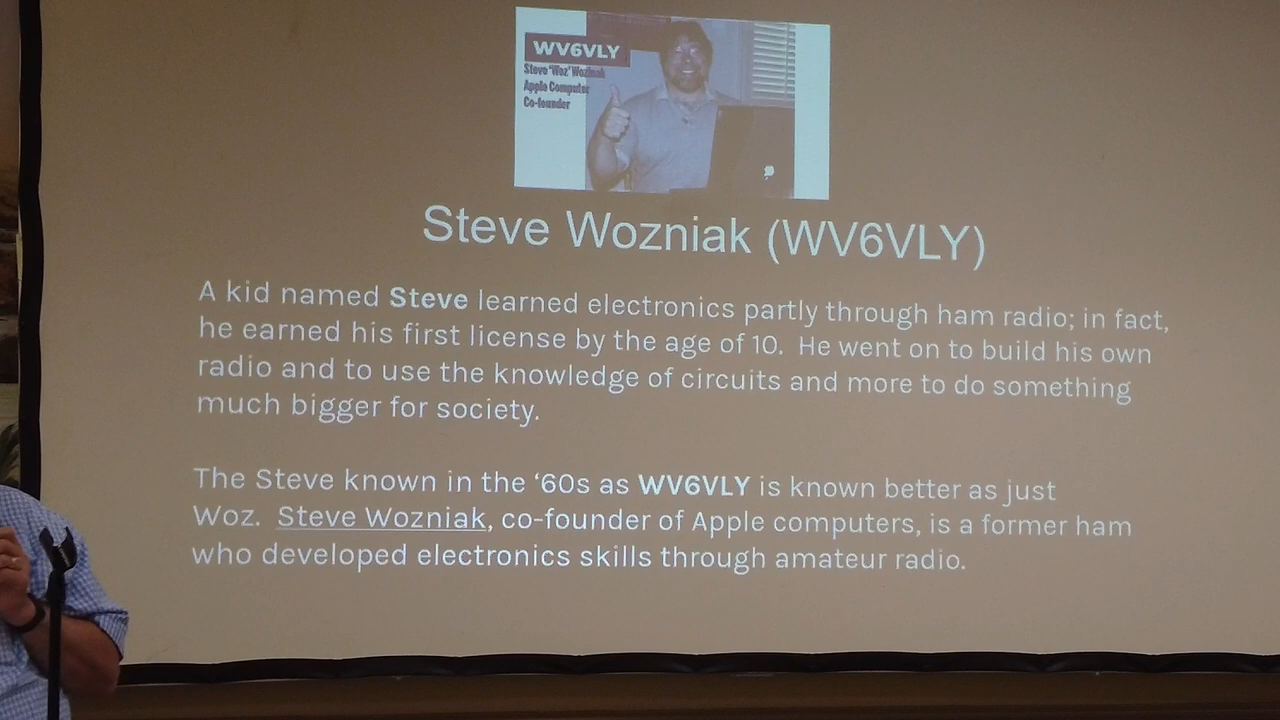 WV6VLY
Steve "Woz" Wozniak
Apple Computer
Co-founder
Steve Wozniak (WV6VLY)
A kid named Steve learned electronics partly through ham radio; in fact,
he earned his first license by the age of 10. He went on to build his own
radio and to use the knowledge of circuits and more to do something
much bigger for society.
The Steve known in the ‘60s as WV6VLY is known better as just
Woz. Steve Wozniak, co-founder of Apple computers, is a former ham
who developed electronics skills through amateur radio.